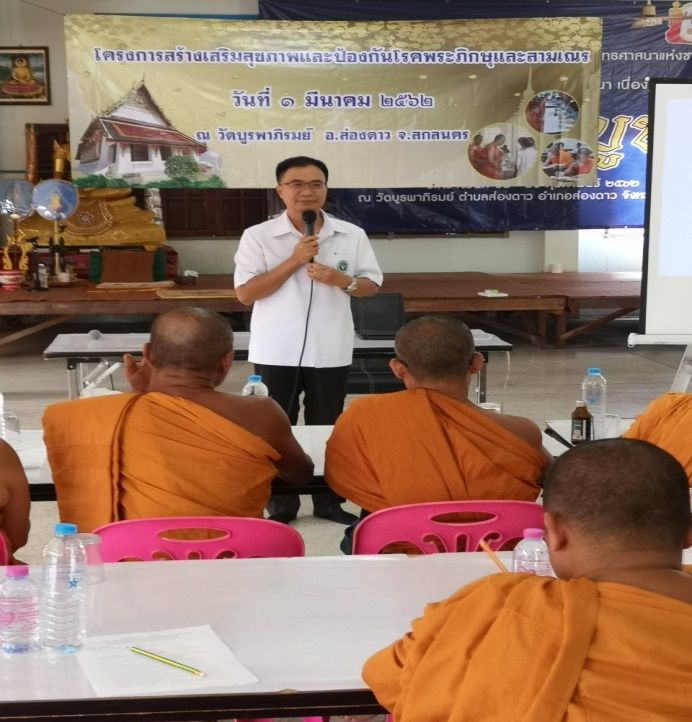 โครงการสร้างเสริมสุขภาพและป้องกันโรคพระภิกษุและสามเณร
วันที่ ๑ มีนาคม ๒๕๖๒
ณ วัดบูรพาภิรมย์ อ.ส่องดาว จ.สกลนคร
๒๕๖๒
ณ วัดบูรพาภิรมย์ ตำบลส่องดาว อำเภอส่องดาว